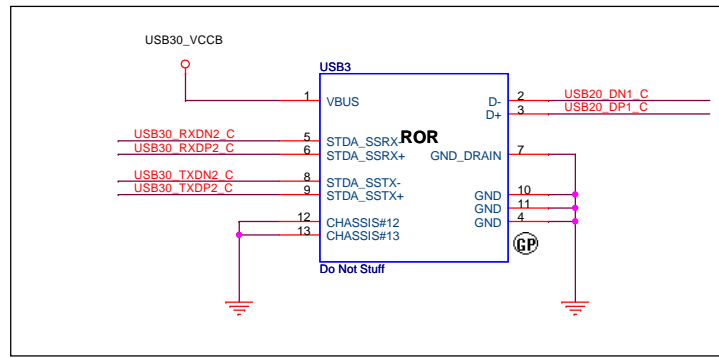 USB30_VCCB
USB3
1 VBUS
D- 2 USB20_DN1_C
D+ 3 USB20_DP1_C
USB30_RXDN2_C 5 STDA_SSRX-
ROR
USB30_RXDP2_C 6 STDA_SSRX+
GND_DRAIN 7
USB30_TXDN2_C 8 STDA_SSTX-
USB30_TXDP2_C 9 STDA_SSTX+
GND 10
GND 11
GND 4
12 CHASSIS#12
13 CHASSIS#13
GP
Do Not Stuff